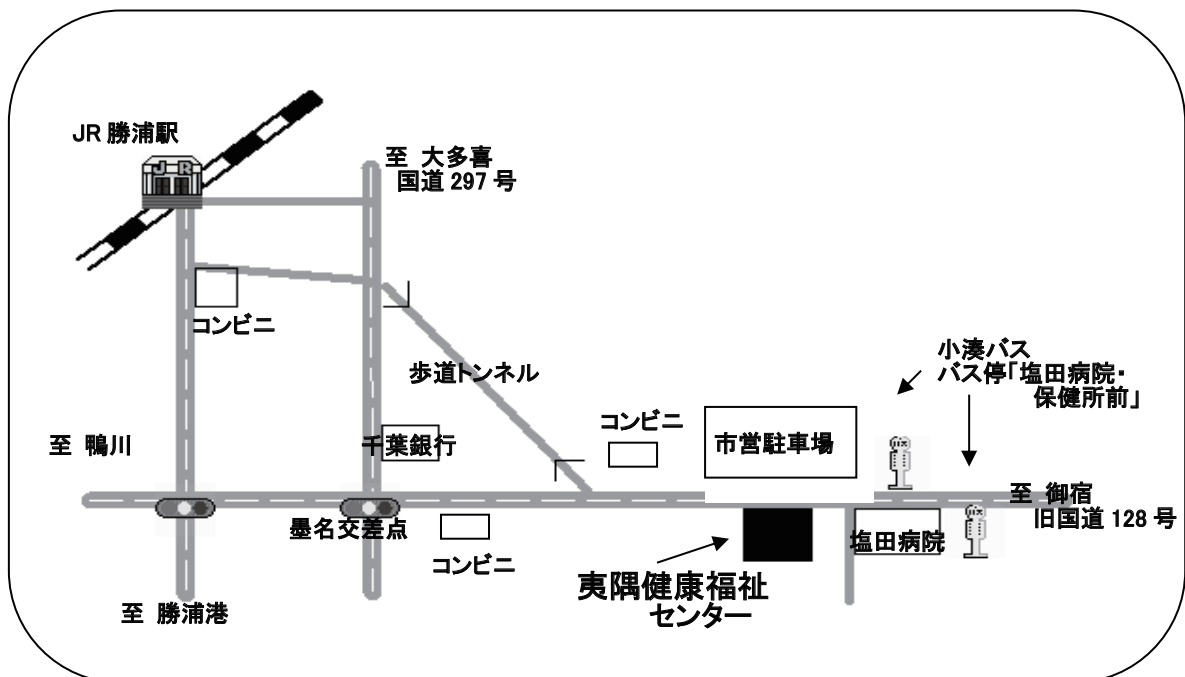 JR 勝浦駅
J R
至 大多喜
国道 297 号
コンビニ
歩道トンネル
小湊バス
バス停「塩田病院・
保健所前」
コンビニ
市営駐車場
至 鴨川
千葉銀行
至 御宿
旧国道 128 号
墨名交差点
コンビニ
塩田病院
夷隅健康福祉
センター
至 勝浦港